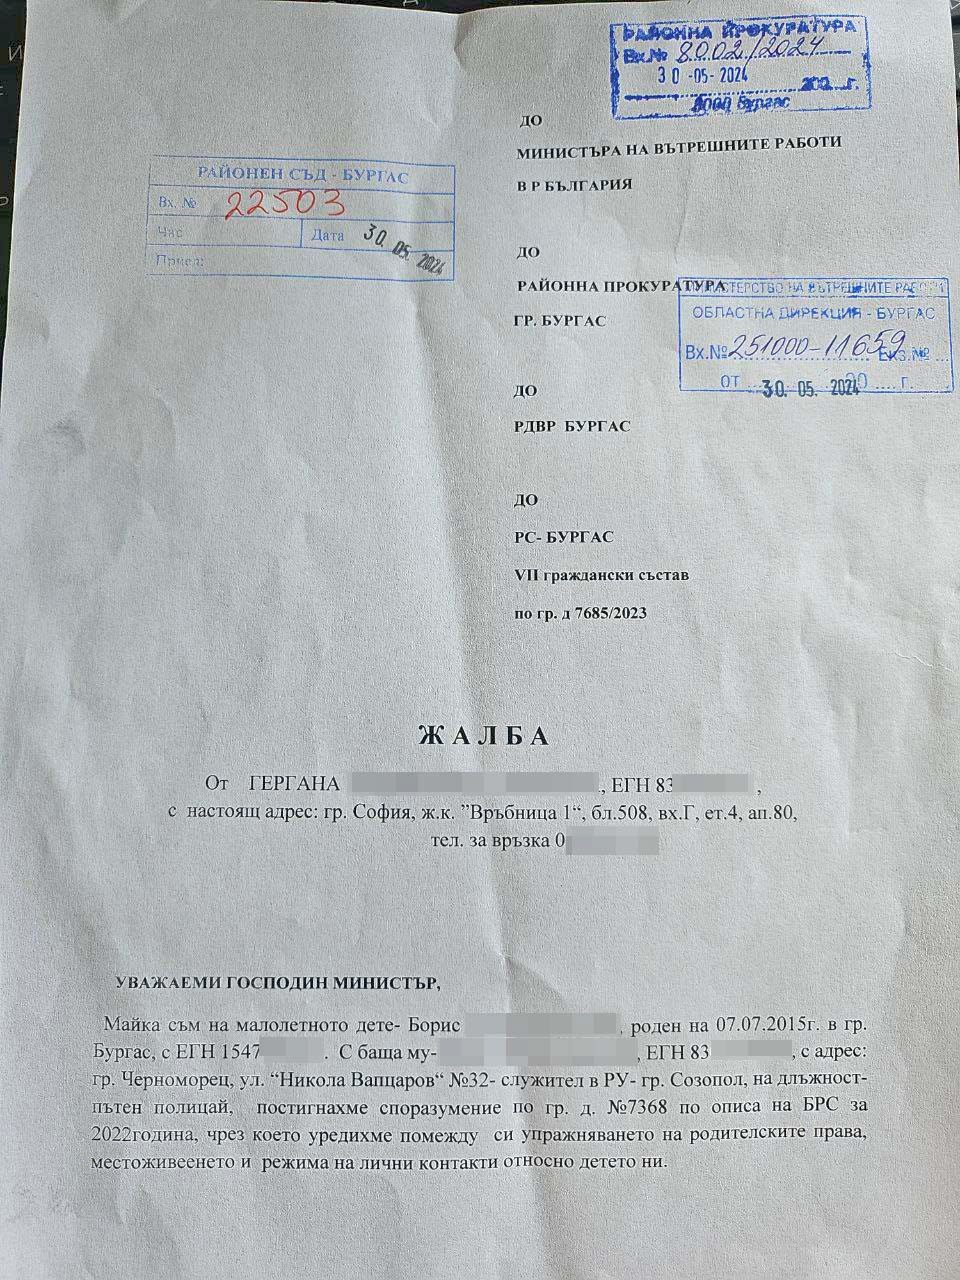 РАЙОННА ПРОКУРАТУРА
Вх.№ 8002/2024
30 -05- 2024
200....г.
8000 Бургас
ДО
МИНИСТЪРА НА ВЪТРЕШНИТЕ РАБОТИ
В Р БЪЛГАРИЯ
РАЙОНЕН СЪД - БУРГАС
Вх. № 22503
Час
Дата 30. 05. 2024
Приел:
ДО
РАЙОННА ПРОКУРАТУРА
ГР. БУРГАС
МИНИСТЕРСТВО НА ВЪТРЕШНИТЕ РАБОТИ
ОБЛАСТНА ДИРЕКЦИЯ - БУРГАС
Вх.№ 251000-11659 Екз.№ ...
ОТ 30. 05. 2024 20 .... г.
ДО
РДВР БУРГАС
ДО
РС- БУРГАС
VII граждански състав
по гр. д 7685/2023
Ж А Л Б А
От ГЕРГАНА , ЕГН 83 ,
с настоящ адрес: гр. София, ж.к. ”Връбница 1“, бл.508, вх.Г, ет.4, ап.80,
тел. за връзка 0
УВАЖАЕМИ ГОСПОДИН МИНИСТЪР,
Майка съм на малолетното дете- Борис , роден на 07.07.2015г. в гр.
Бургас, с ЕГН 1547 . С баща му- , ЕГН 83 , с адрес:
гр. Черноморец, ул. “Никола Вапцаров“ №32- служител в РУ- гр. Созопол, на длъжност-
пътен полицай, постигнахме споразумение по гр. д. №7368 по описа на БРС за
2022година, чрез което уредихме помежду си упражняването на родителските права,
местоживеенето и режима на лични контакти относно детето ни.